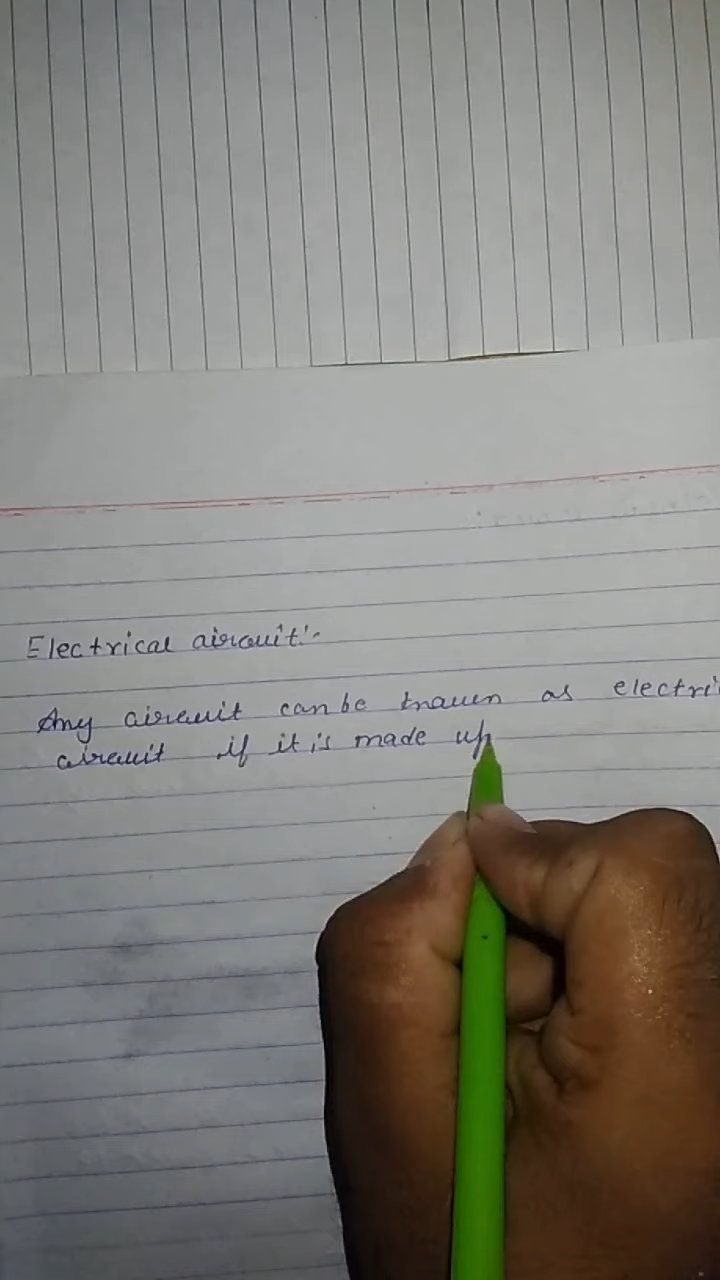 Electrical circuit:-
Any circuit can be known as electri
circuit if it is made up